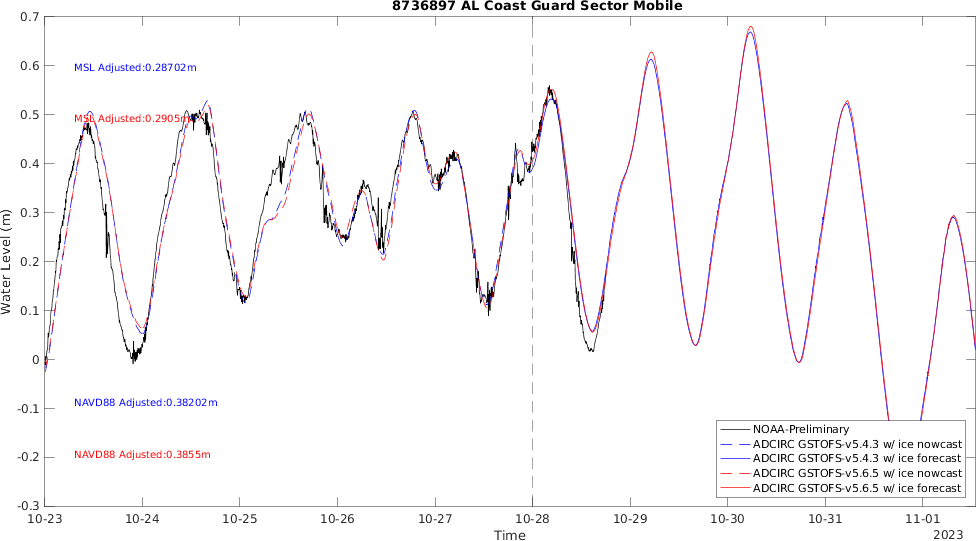 8736897 AL Coast Guard Sector Mobile
0.7
0.6
0.5
0.4
0.3
0.2
0.1
0
-0.1
-0.2
-0.3
Water Level (m)
MSL Adjusted:0.28702m
MSL Adjusted:0.2905m
NAVD88 Adjusted:0.38202m
NAVD88 Adjusted:0.3855m
NOAA-Preliminary
ADCIRC GSTOFS-v5.4.3 w/ ice nowcast
ADCIRC GSTOFS-v5.4.3 w/ ice forecast
ADCIRC GSTOFS-v5.6.5 w/ ice nowcast
ADCIRC GSTOFS-v5.6.5 w/ ice forecast
10-23 10-24 10-25 10-26 10-27 10-28 10-29 10-30 10-31 11-01
Time
2023